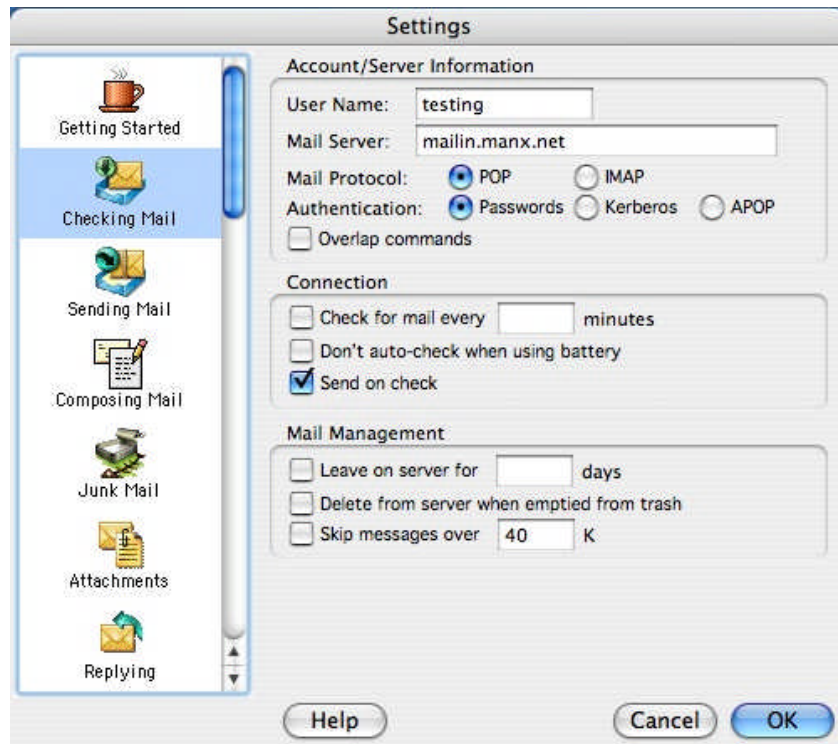 Settings
Getting Started
Checking Mail
Sending Mail
Composing Mail
Junk Mail
Attachments
Replying
Account/Server Information
User Name: testing
Mail Server: mailin.manx.net
Mail Protocol: POP IMAP
Authentication: Passwords Kerberos APOP
Overlap commands
Connection
Check for mail every minutes
Don't auto-check when using battery
Send on check
Mail Management
Leave on server for days
Delete from server when emptied from trash
Skip messages over 40 K
Help Cancel OK